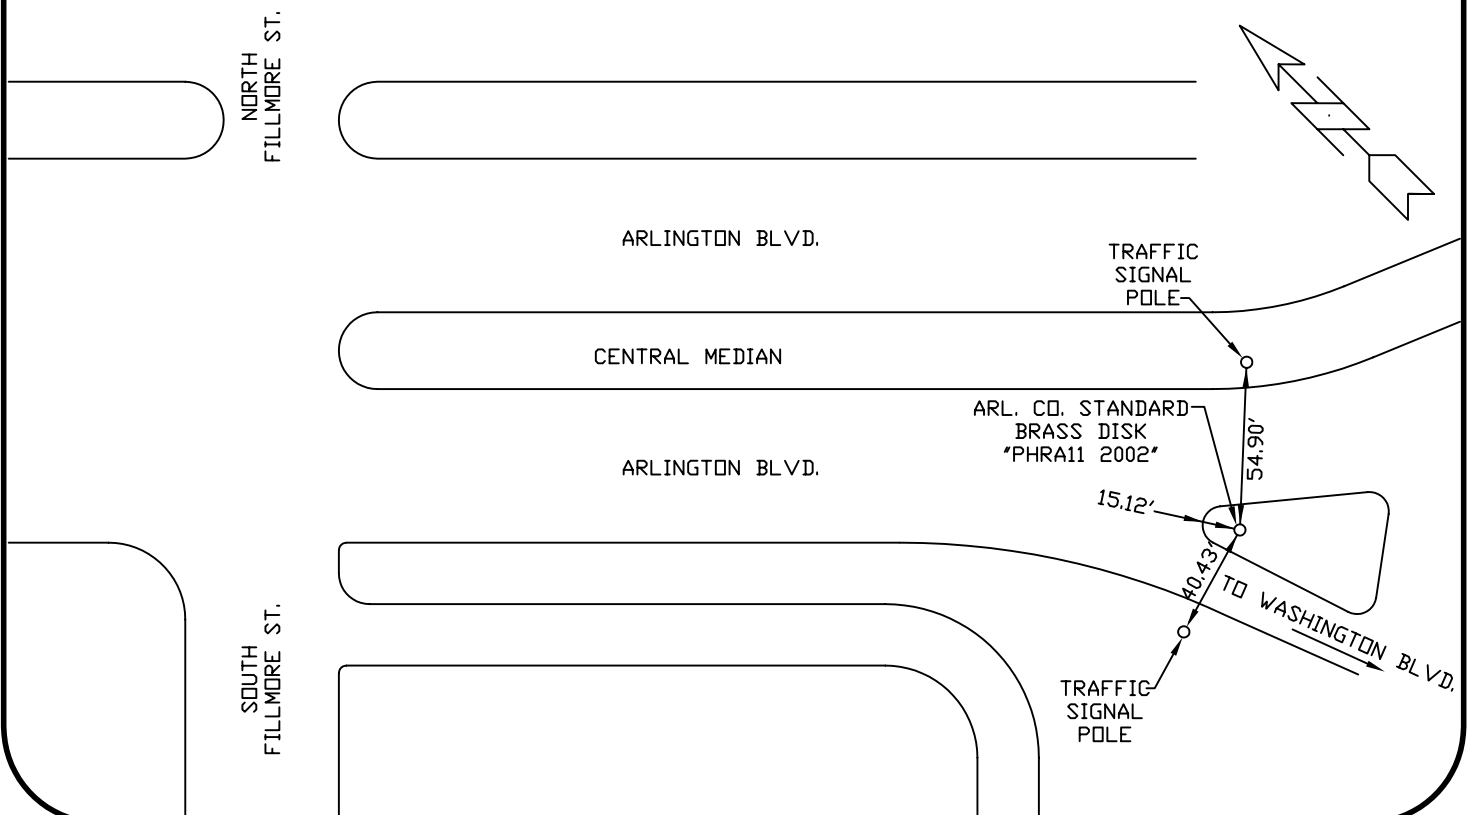 NORTH
FILLMORE ST.
ARLINGTON BLVD.
TRAFFIC
SIGNAL
POLE
CENTRAL MEDIAN
ARL. CO. STANDARD
BRASS DISK
"PHRA11 2002"
54.90'
ARLINGTON BLVD.
15.12'
40.43'
TO WASHINGTON BLVD.
SOUTH
FILLMORE ST.
TRAFFIC
SIGNAL
POLE